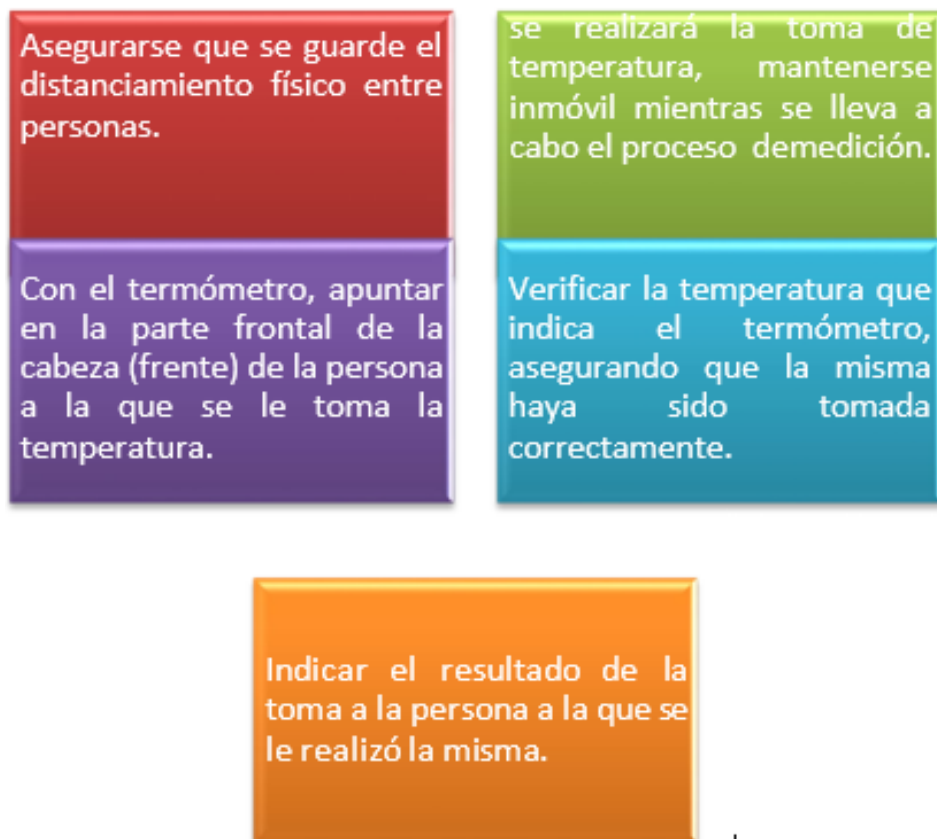 Asegurarse que se guarde el
distanciamiento físico entre
personas.
se realizará la toma de
temperatura, mantenerse
inmóvil mientras se lleva a
cabo el proceso demedición.
Con el termómetro, apuntar
en la parte frontal de la
cabeza (frente) de la persona
a la que se le toma la
temperatura.
Verificar la temperatura que
indica el termómetro,
asegurando que la misma
haya sido tomada
correctamente.
Indicar el resultado de la
toma a la persona a la que se
le realizó la misma.